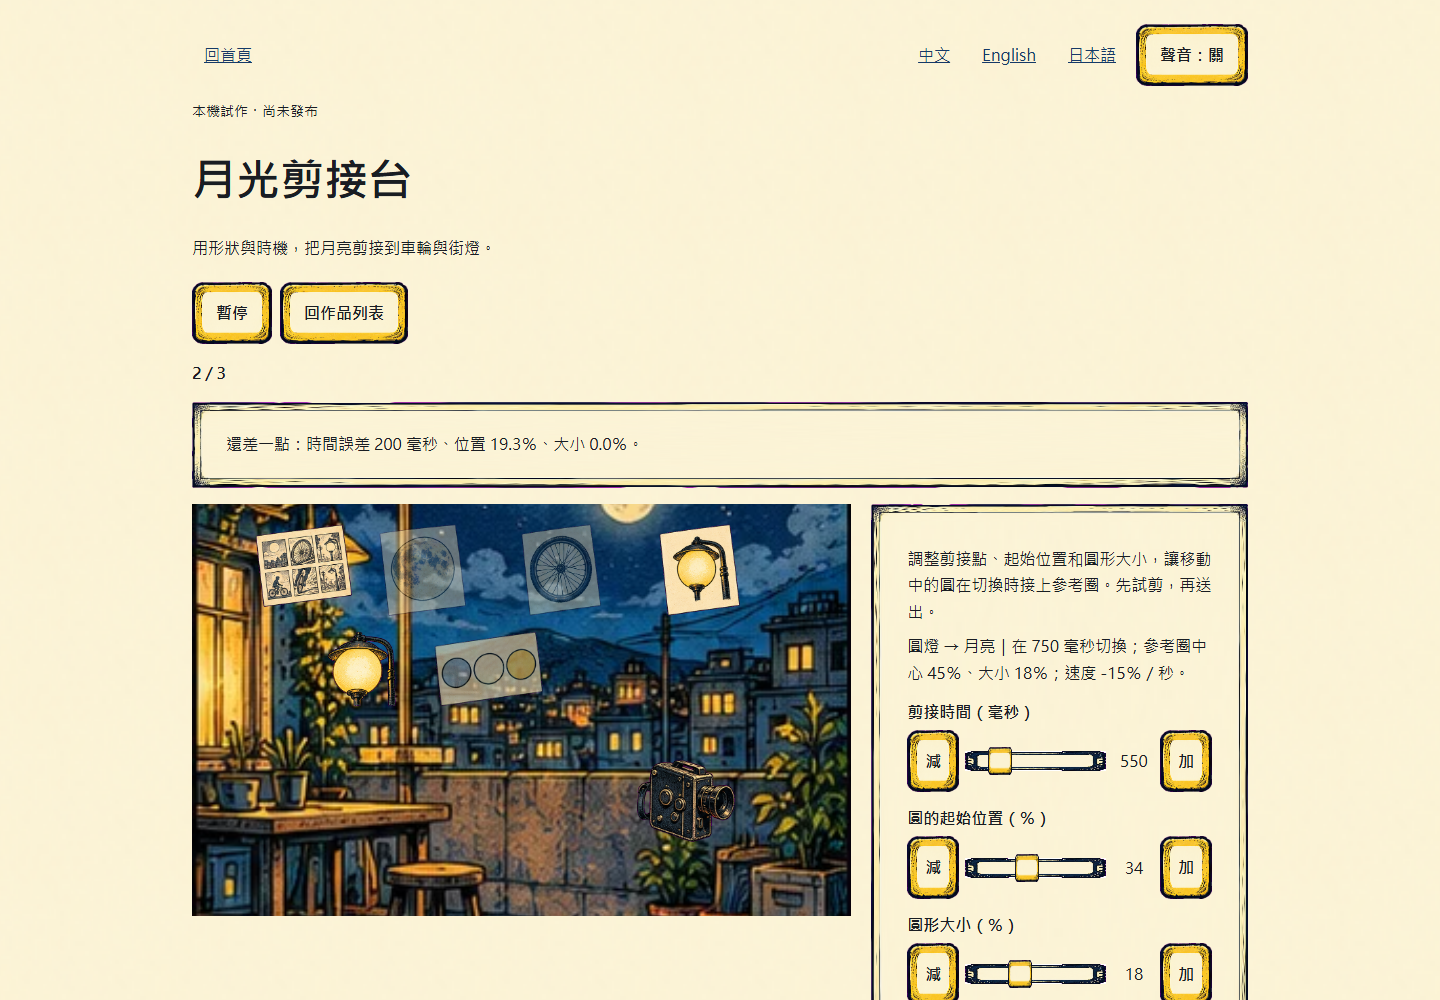 回首頁
中文 English 日本語 聲音：關
本機試作・尚未發布
月光剪接台
用形狀與時機，把月亮剪接到車輪與街燈。
暫停 回作品列表
2 / 3
還差一點：時間誤差 200 毫秒、位置 19.3%、大小 0.0%。
調整剪接點、起始位置和圓形大小，讓移動
中的圓在切換時接上參考圈。先試剪，再送
出。
圓燈 → 月亮 | 在 750 毫秒切換；參考圈中
心 45%、大小 18%；速度 -15% / 秒。
剪接時間（毫秒）
減 550 加
圓的起始位置（%）
減 34 加
圓形大小（%）
減 18 加